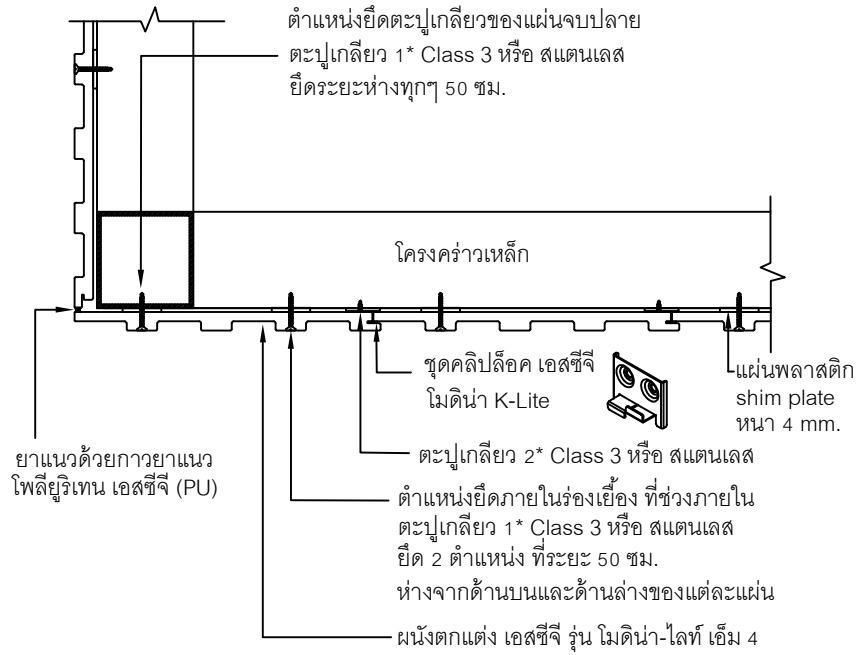 ตำแหน่งยึดตะปูเกลียวของแผ่นจบปลาย
ตะปูเกลียว 1* Class 3 หรือ สแตนเลส
ยึดระยะห่างทุกๆ 50 ซม.
โครงคร่าวเหล็ก
ชุดคลิปล็อค เอสซีจี
โมดิน่า K-Lite
แผ่นพลาสติก
shim plate
หนา 4 mm.
ยาแนวด้วยกาวยาแนว
โพลียูริเทน เอสซีจี (PU)
ตะปูเกลียว 2* Class 3 หรือ สแตนเลส
ตำแหน่งยึดภายในร่องเยื้อง ที่ช่วงภายใน
ตะปูเกลียว 1* Class 3 หรือ สแตนเลส
ยึด 2 ตำแหน่ง ที่ระยะ 50 ซม.
ห่างจากด้านบนและด้านล่างของแต่ละแผ่น
ผนังตกแต่ง เอสซีจี รุ่น โมดิน่า-ไลท์ เอ็ม 4